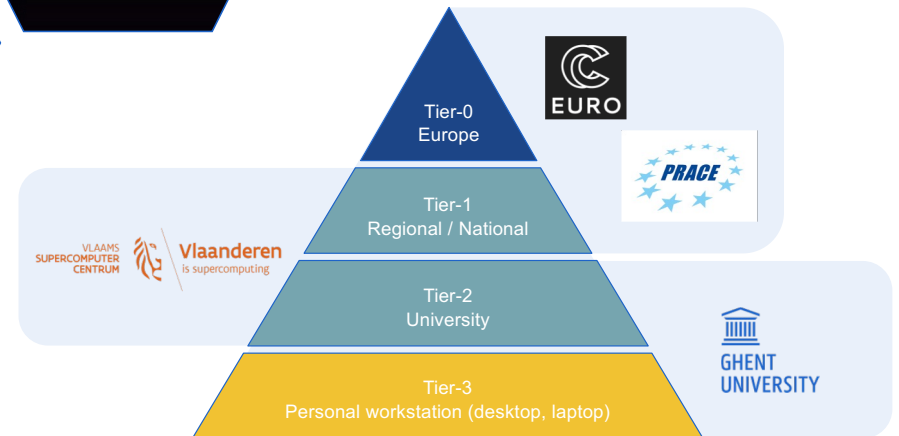 Tier-0
Europe
EURO
PRACE
Tier-1
Regional / National
VLAAMS
SUPERCOMPUTER
CENTRUM
Vlaanderen
is supercomputing
Tier-2
University
GHENT
UNIVERSITY
Tier-3
Personal workstation (desktop, laptop)